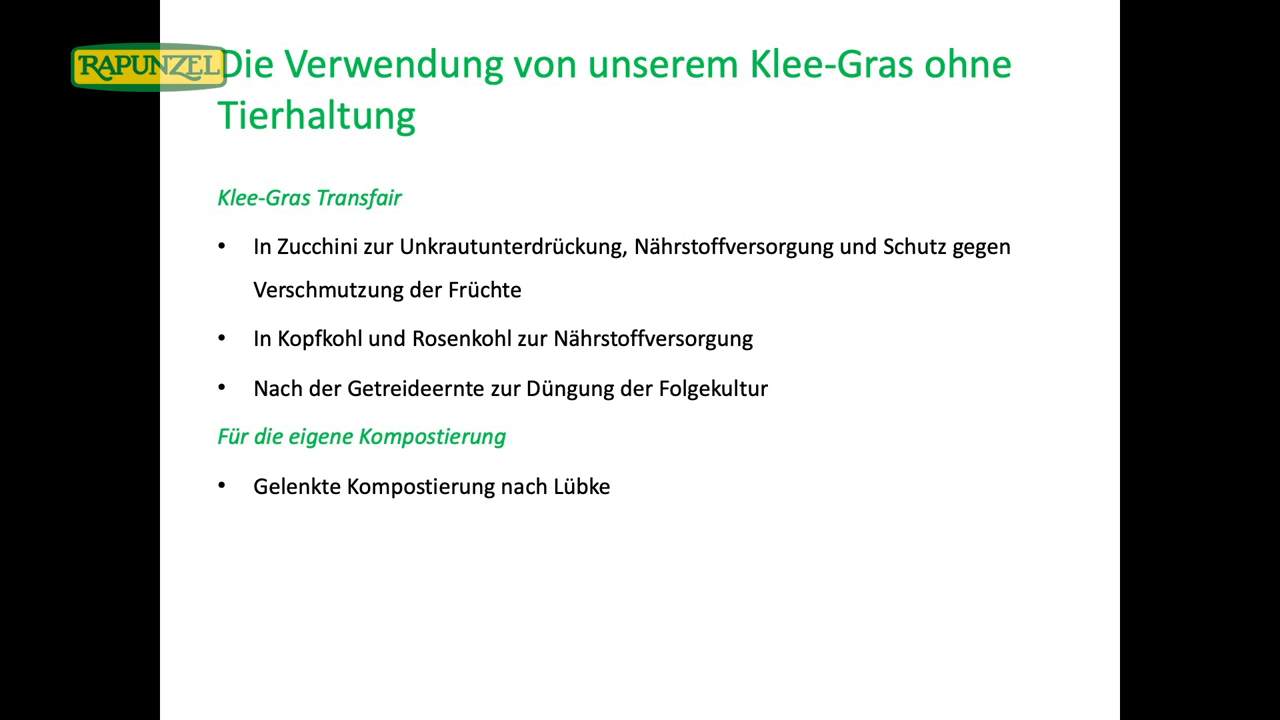 RAPUNZEL
Die Verwendung von unserem Klee-Gras ohne
Tierhaltung
Klee-Gras Transfair
• In Zucchini zur Unkrautunterdrückung, Nährstoffversorgung und Schutz gegen
Verschmutzung der Früchte
• In Kopfkohl und Rosenkohl zur Nährstoffversorgung
• Nach der Getreideernte zur Düngung der Folgekultur
Für die eigene Kompostierung
• Gelenkte Kompostierung nach Lübke